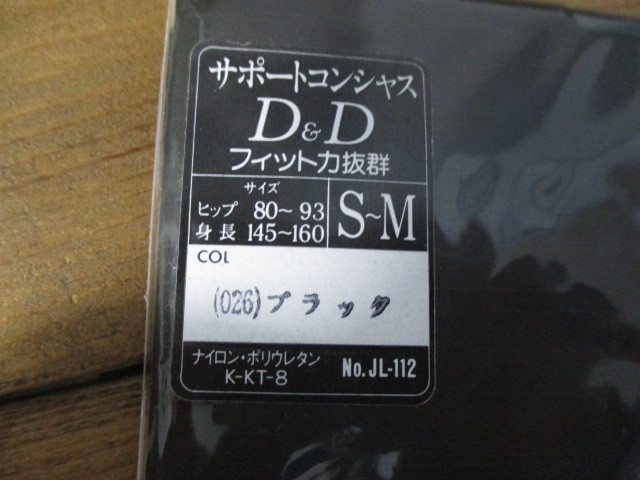 サポートコンシャス
D&D
フィット力抜群
サイズ
ヒップ 80～93
身長 145～160
S～M
COL
(026)ブラック
ナイロン・ポリウレタン
K-KT-8
No. JL-112